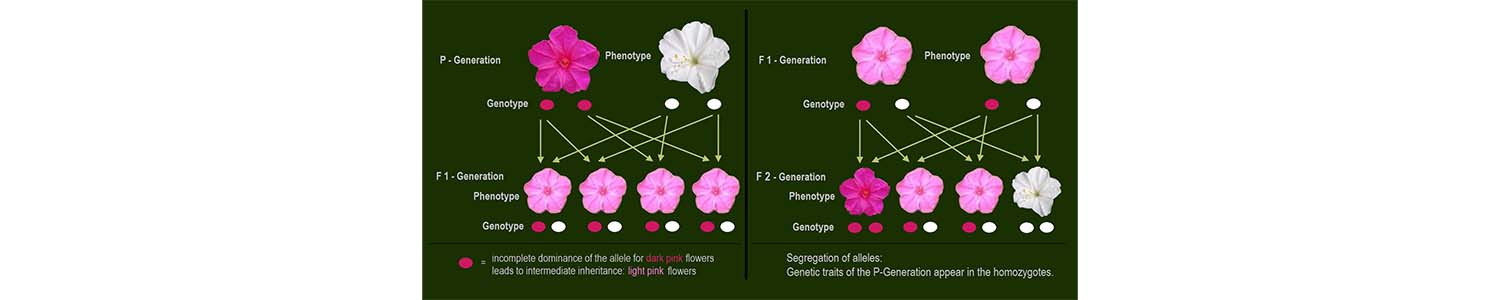 P - Generation
Phenotype
Genotype
F 1 - Generation
Phenotype
Genotype
= incomplete dominance of the allele for dark pink flowers
leads to intermediate inheritance: light pink flowers
F 1 - Generation
Phenotype
Genotype
F 2 - Generation
Phenotype
Genotype
Segregation of alleles:
Genetic traits of the P-Generation appear in the homozygotes.